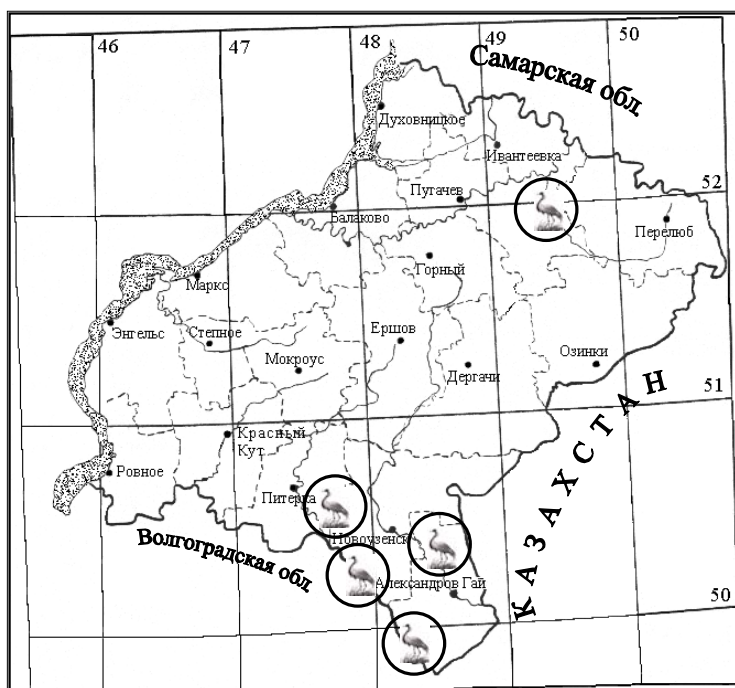 46
47
48
49
50
Самарская обл.
Духовницкое
Ивантеевка
Пугачев
52
Балаково
Перелюб
Горный
Маркс
Энгельс
Степное
Ершов
Мокроус
Дергачи
Озинки
51
КАЗАХСТАН
Красный
Кут
Ровное
Питерка
Новоузенск
Волгоградская обл.
Александров Гай
50